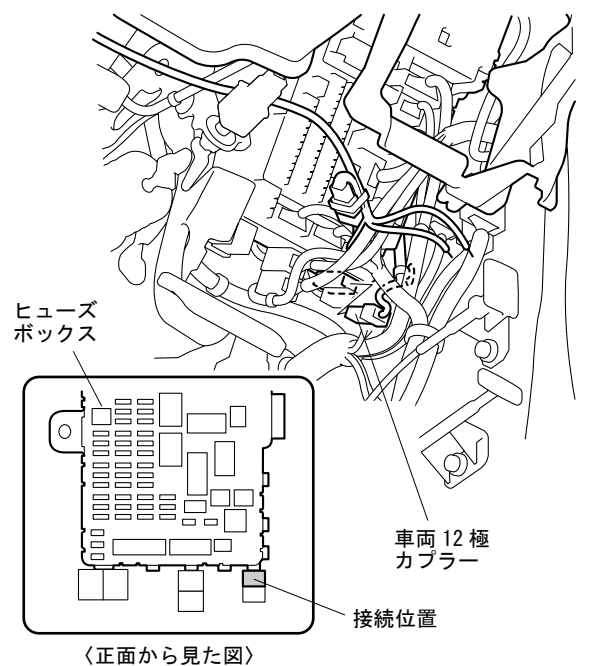 ヒューズ
ボックス
車両 12 極
カプラー
接続位置
〈正面から見た図〉